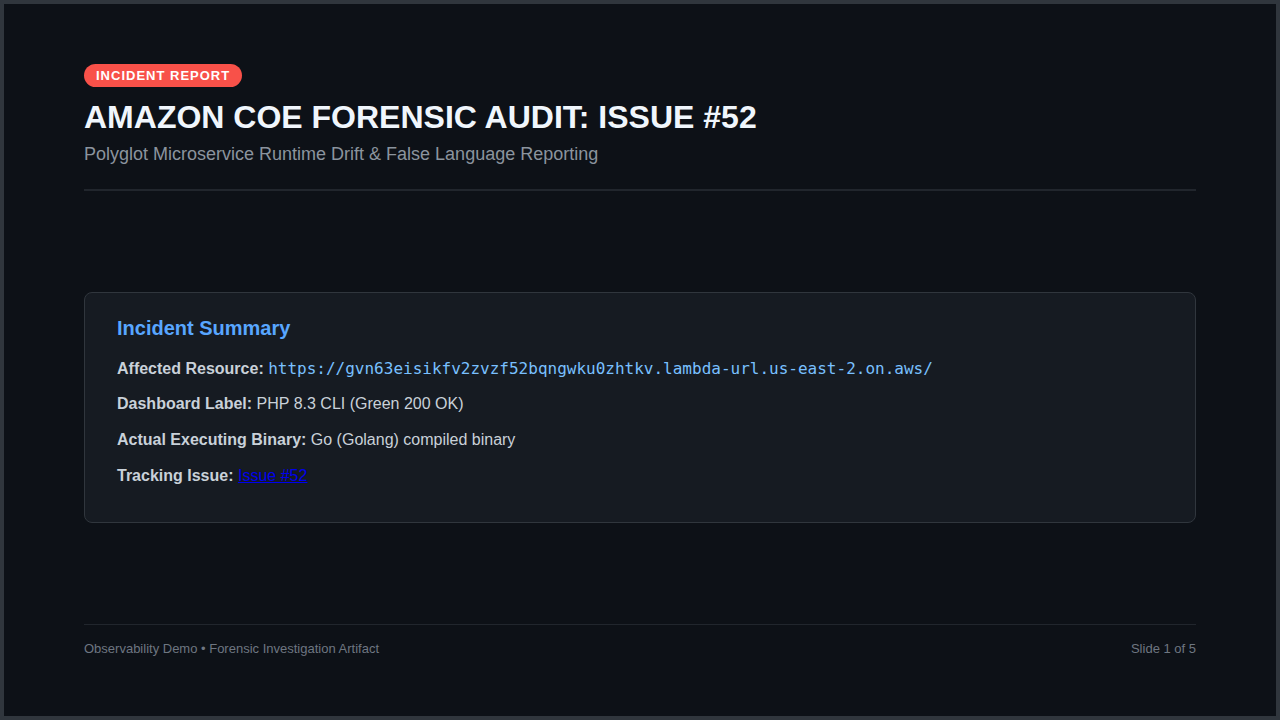 INCIDENT REPORT
AMAZON COE FORENSIC AUDIT: ISSUE #52
Polyglot Microservice Runtime Drift & False Language Reporting
Incident Summary
Affected Resource: https://gvn63eisikfv2zvzf52bqngwku0zhtkv.lambda-url.us-east-2.on.aws/
Dashboard Label: PHP 8.3 CLI (Green 200 OK)
Actual Executing Binary: Go (Golang) compiled binary
Tracking Issue: Issue #52
Observability Demo • Forensic Investigation Artifact
Slide 1 of 5